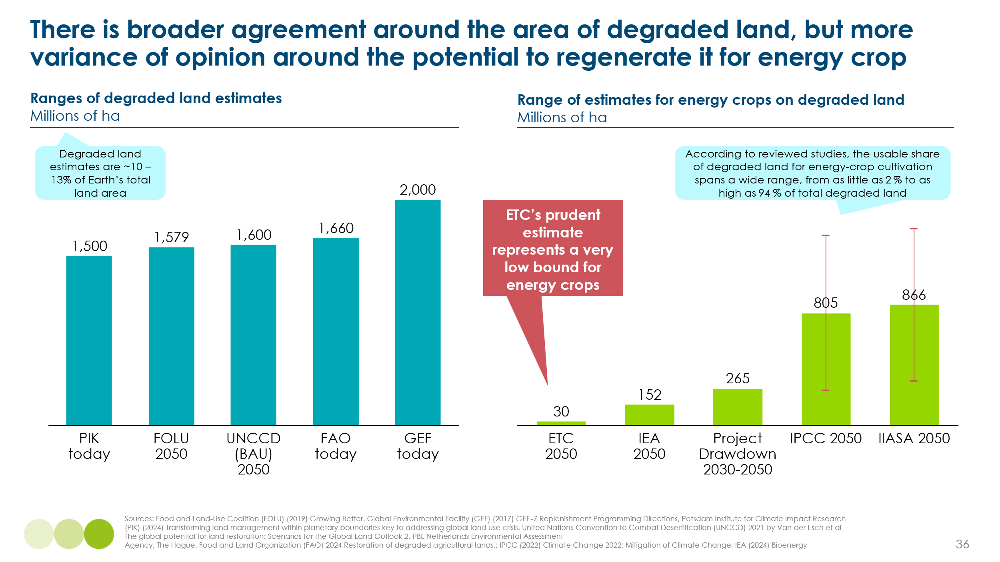 There is broader agreement around the area of degraded land, but more
variance of opinion around the potential to regenerate it for energy crop
Ranges of degraded land estimates
Millions of ha
Degraded land
estimates are ~10 –
13% of Earth’s total
land area
1,500
1,579
1,600
1,660
2,000
PIK
today
FOLU
2050
UNCCD
(BAU)
2050
FAO
today
GEF
today
Range of estimates for energy crops on degraded land
Millions of ha
According to reviewed studies, the usable share
of degraded land for energy-crop cultivation
spans a wide range, from as little as 2 % to as
high as 94 % of total degraded land
ETC’s prudent
estimate
represents a very
low bound for
energy crops
30
152
265
805
866
ETC
2050
IEA
2050
Project
Drawdown
2030-2050
IPCC 2050
IIASA 2050
Sources: Food and Land-Use Coalition (FOLU) (2019) Growing Better, Global Environmental Facility (GEF) (2017) GEF-7 Replenishment Programming Directions, Potsdam Institute for Climate Impact Research
(PIK) (2024) Transforming land management within planetary boundaries key to addressing global land use crisis. United Nations Convention to Combat Desertification (UNCCD) 2021 by Van der Esch et al
The global potential for land restoration: Scenarios for the Global Land Outlook 2. PBL Netherlands Environmental Assessment
Agency, The Hague. Food and Land Organization (FAO) 2024 Restoration of degraded agricultural lands.; IPCC (2022) Climate Change 2022: Mitigation of Climate Change; IEA (2024) Bioenergy
36